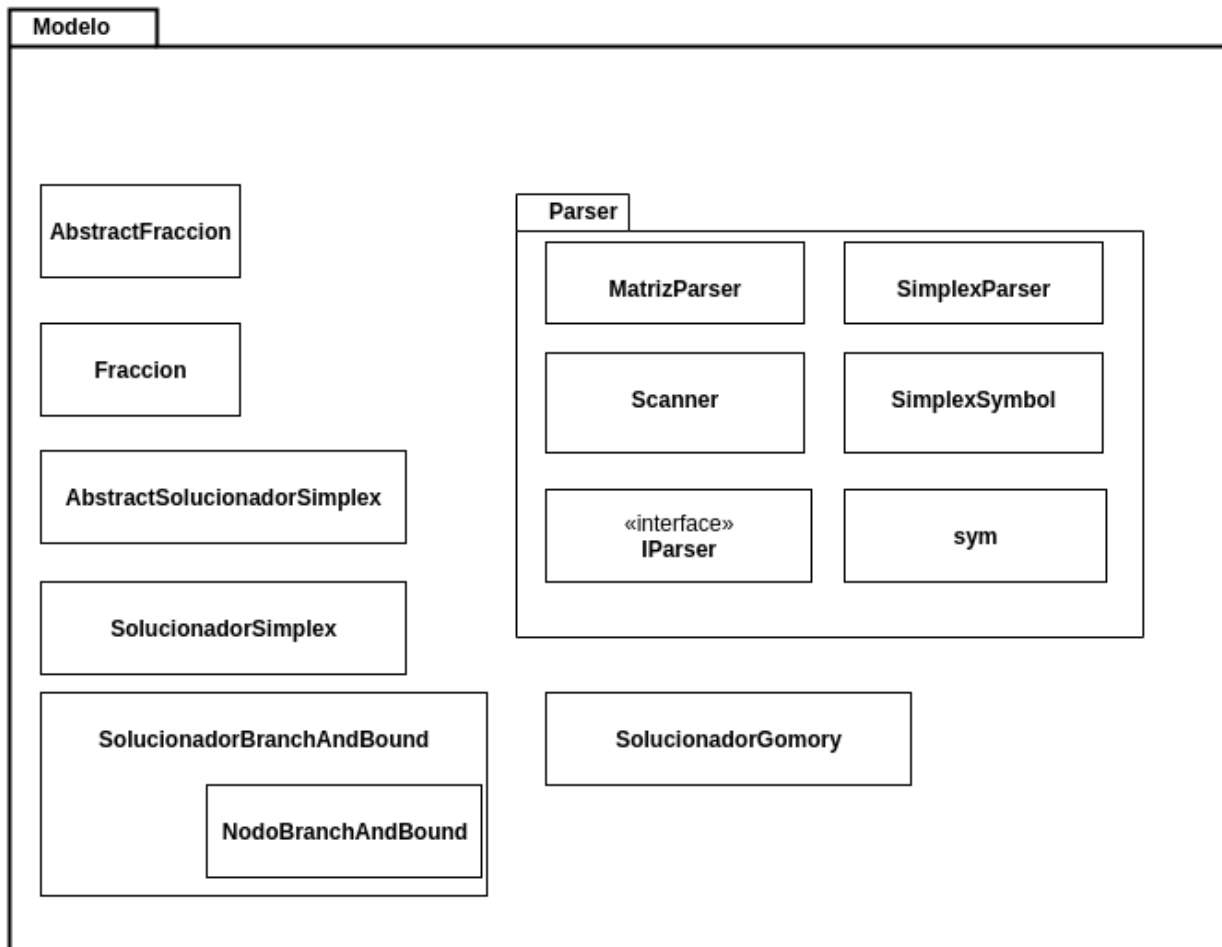 Modelo
AbstractFraccion
Fraccion
AbstractSolucionadorSimplex
SolucionadorSimplex
SolucionadorBranchAndBound
NodoBranchAndBound
Parser
MatrizParser
SimplexParser
Scanner
SimplexSymbol
«interface»
IParser
sym
SolucionadorGomory